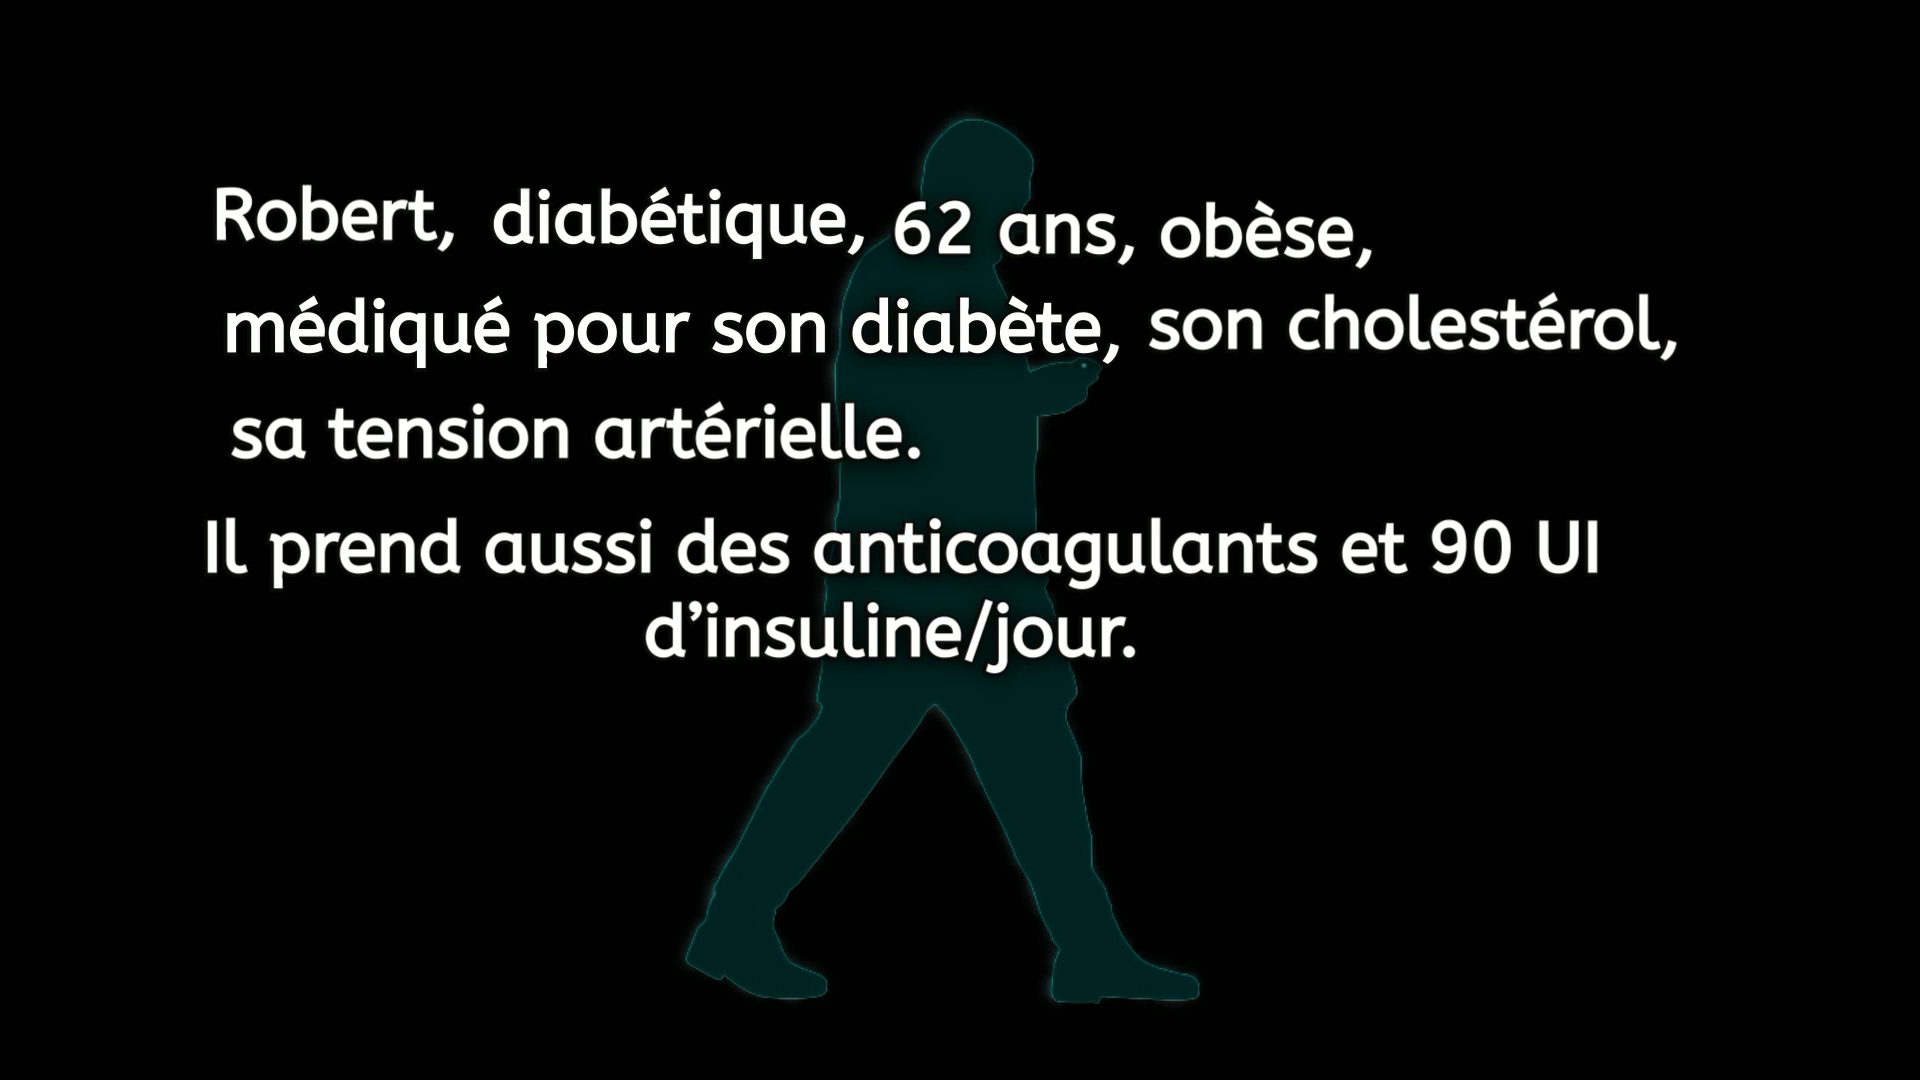 Robert, diabétique, 62 ans, obèse,
médiqué pour son diabète, son cholestérol,
sa tension artérielle.
Il prend aussi des anticoagulants et 90 UI
d’insuline/jour.